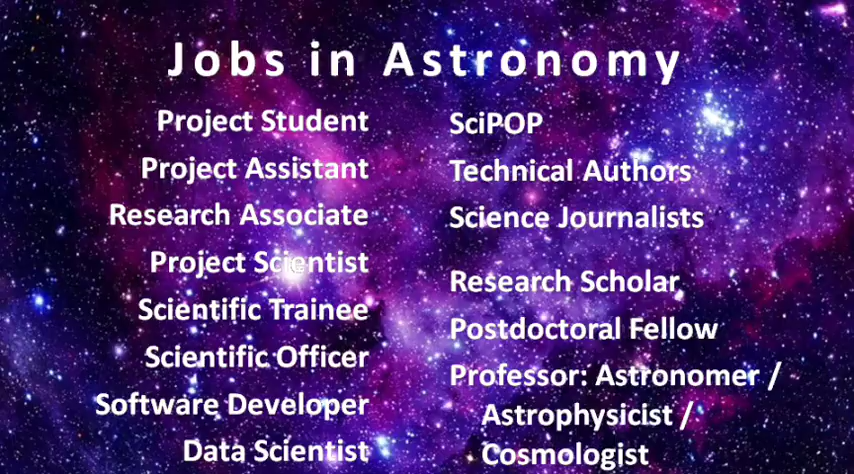 Jobs in Astronomy
Project Student
Project Assistant
Research Associate
Project Scientist
Scientific Trainee
Scientific Officer
Software Developer
Data Scientist
SciPOP
Technical Authors
Science Journalists
Research Scholar
Postdoctoral Fellow
Professor: Astronomer /
Astrophysicist /
Cosmologist